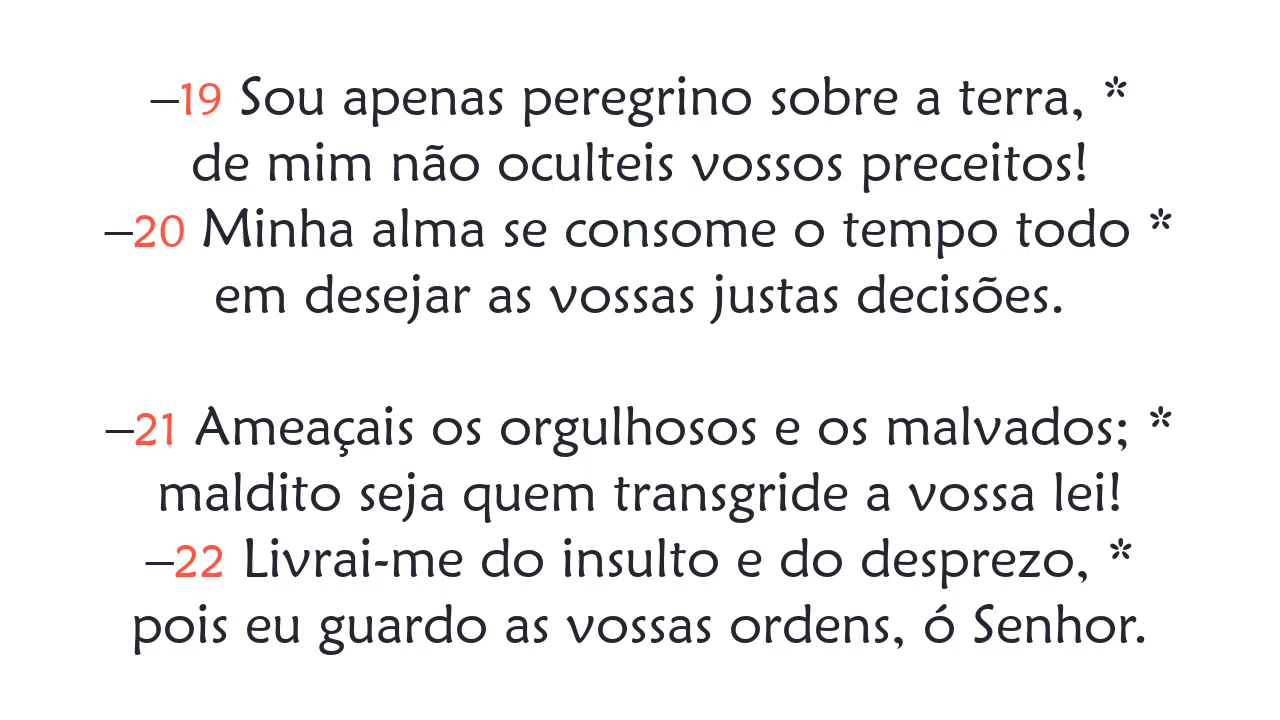 –19 Sou apenas peregrino sobre a terra, *
de mim não oculteis vossos preceitos!
–20 Minha alma se consome o tempo todo *
em desejar as vossas justas decisões.
–21 Ameaçais os orgulhosos e os malvados; *
maldito seja quem transgride a vossa lei!
–22 Livrai-me do insulto e do desprezo, *
pois eu guardo as vossas ordens, ó Senhor.